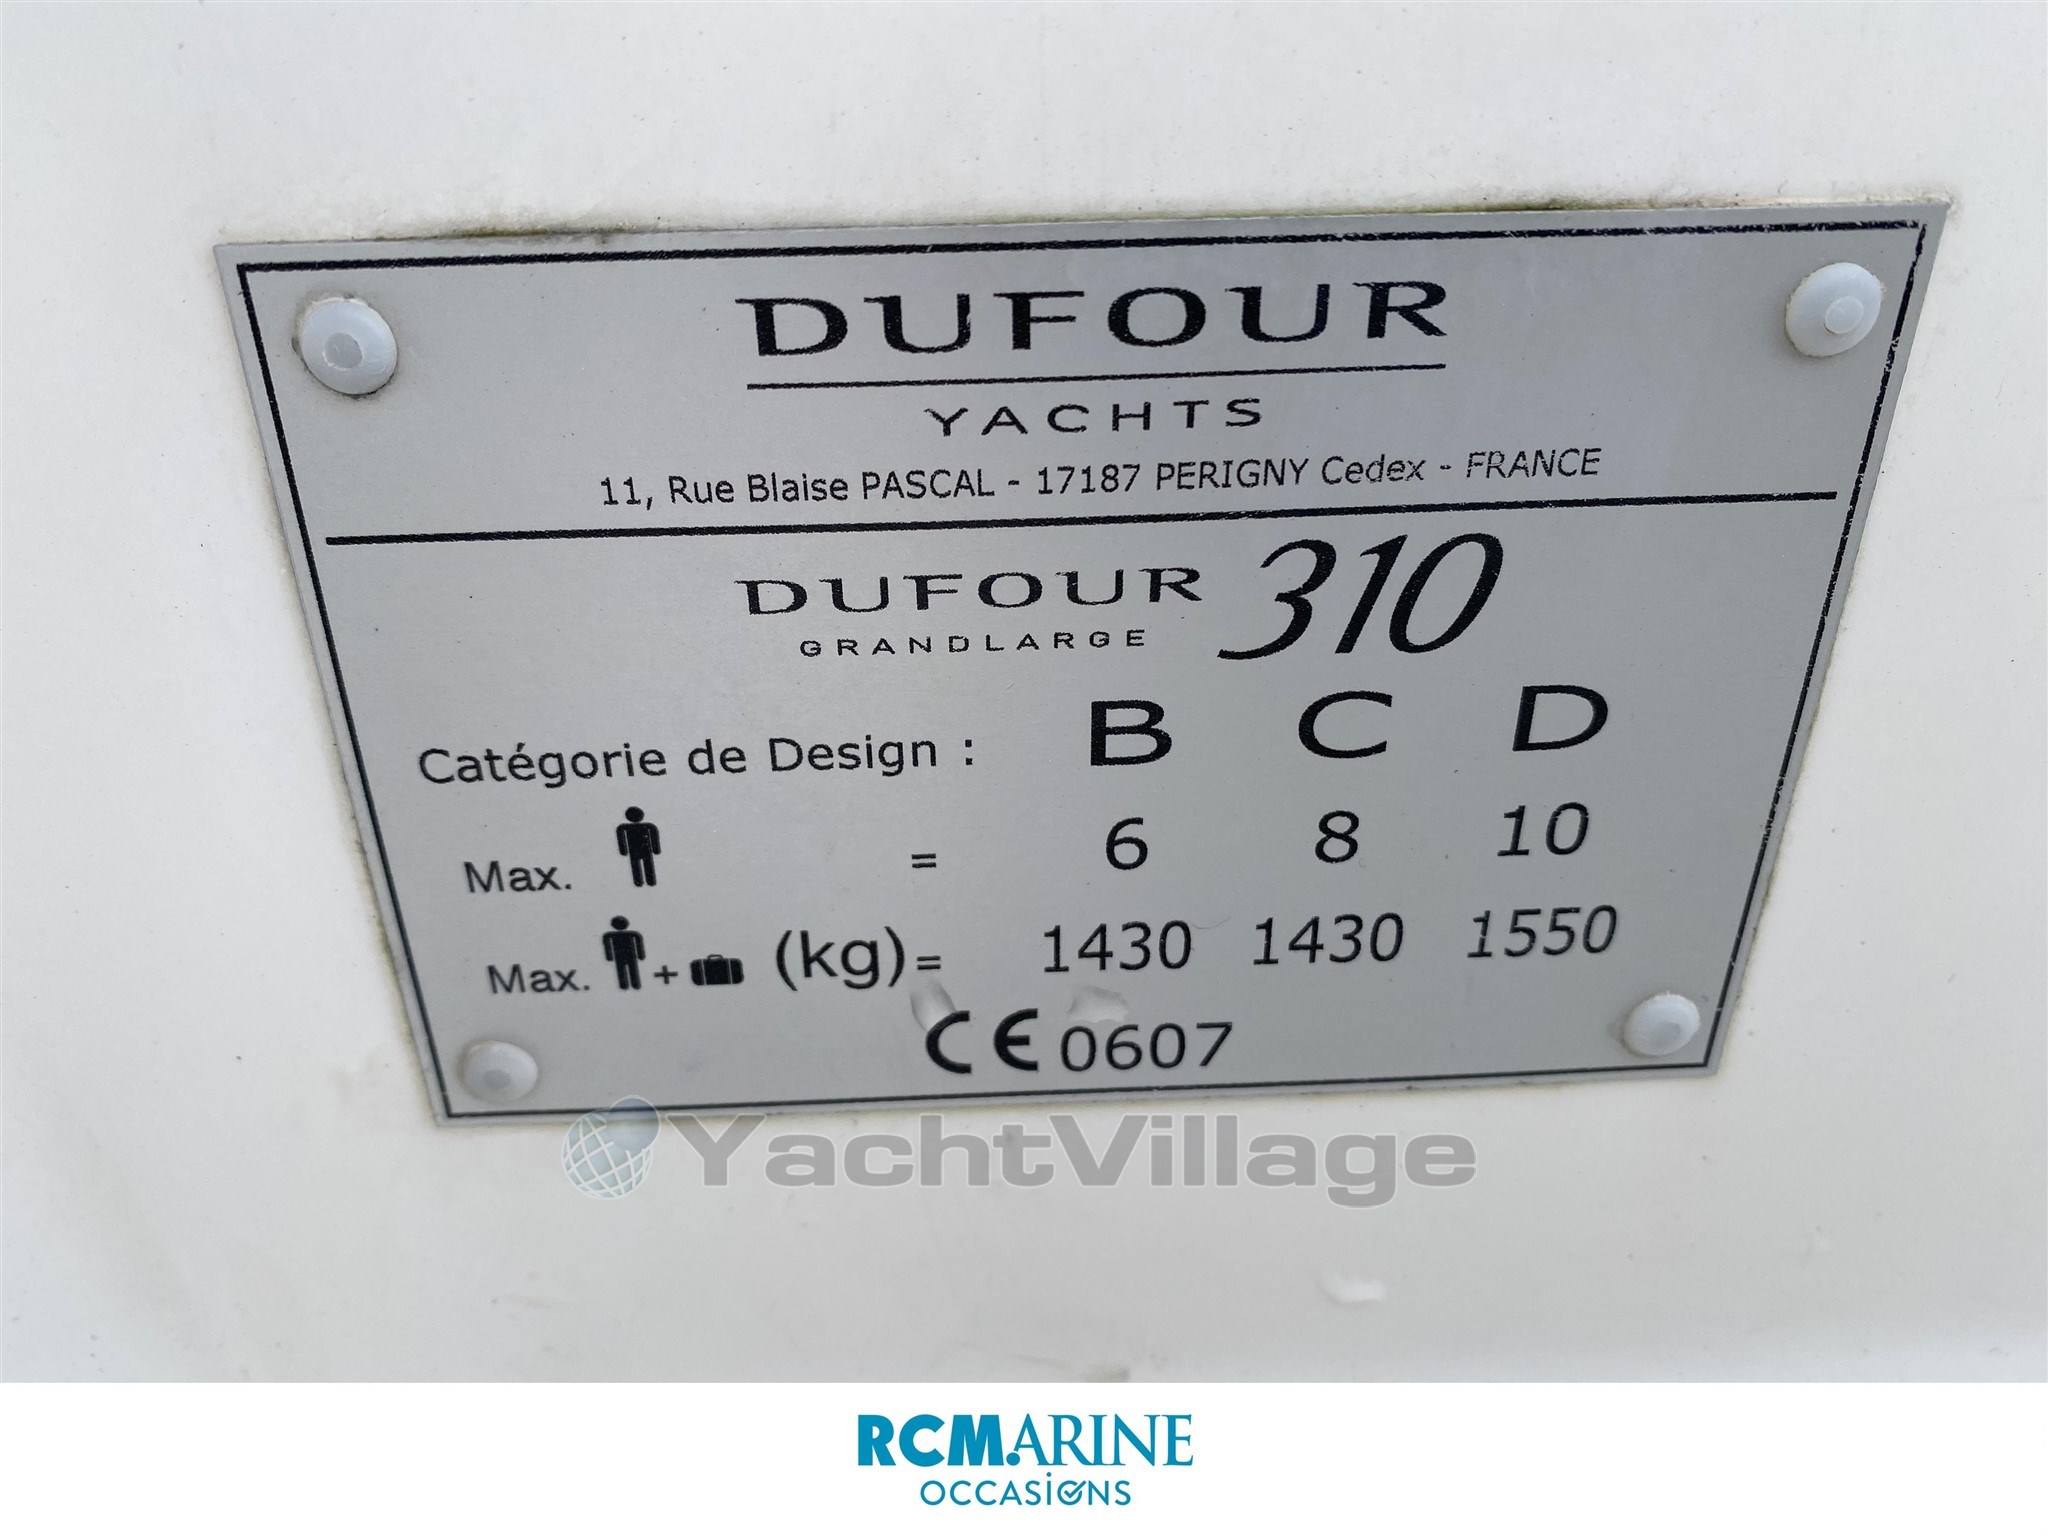 DUFOUR
YACHTS
11, Rue Blaise PASCAL - 17187 PERIGNY Cedex - FRANCE
DUFOUR 310
GRANDLARGE
Catégorie de Design : B C D
Max. = 6 8 10
Max. + (kg) = 1430 1430 1550
CE 0607
YachtVillage
RCMARINE
OCCASIONS